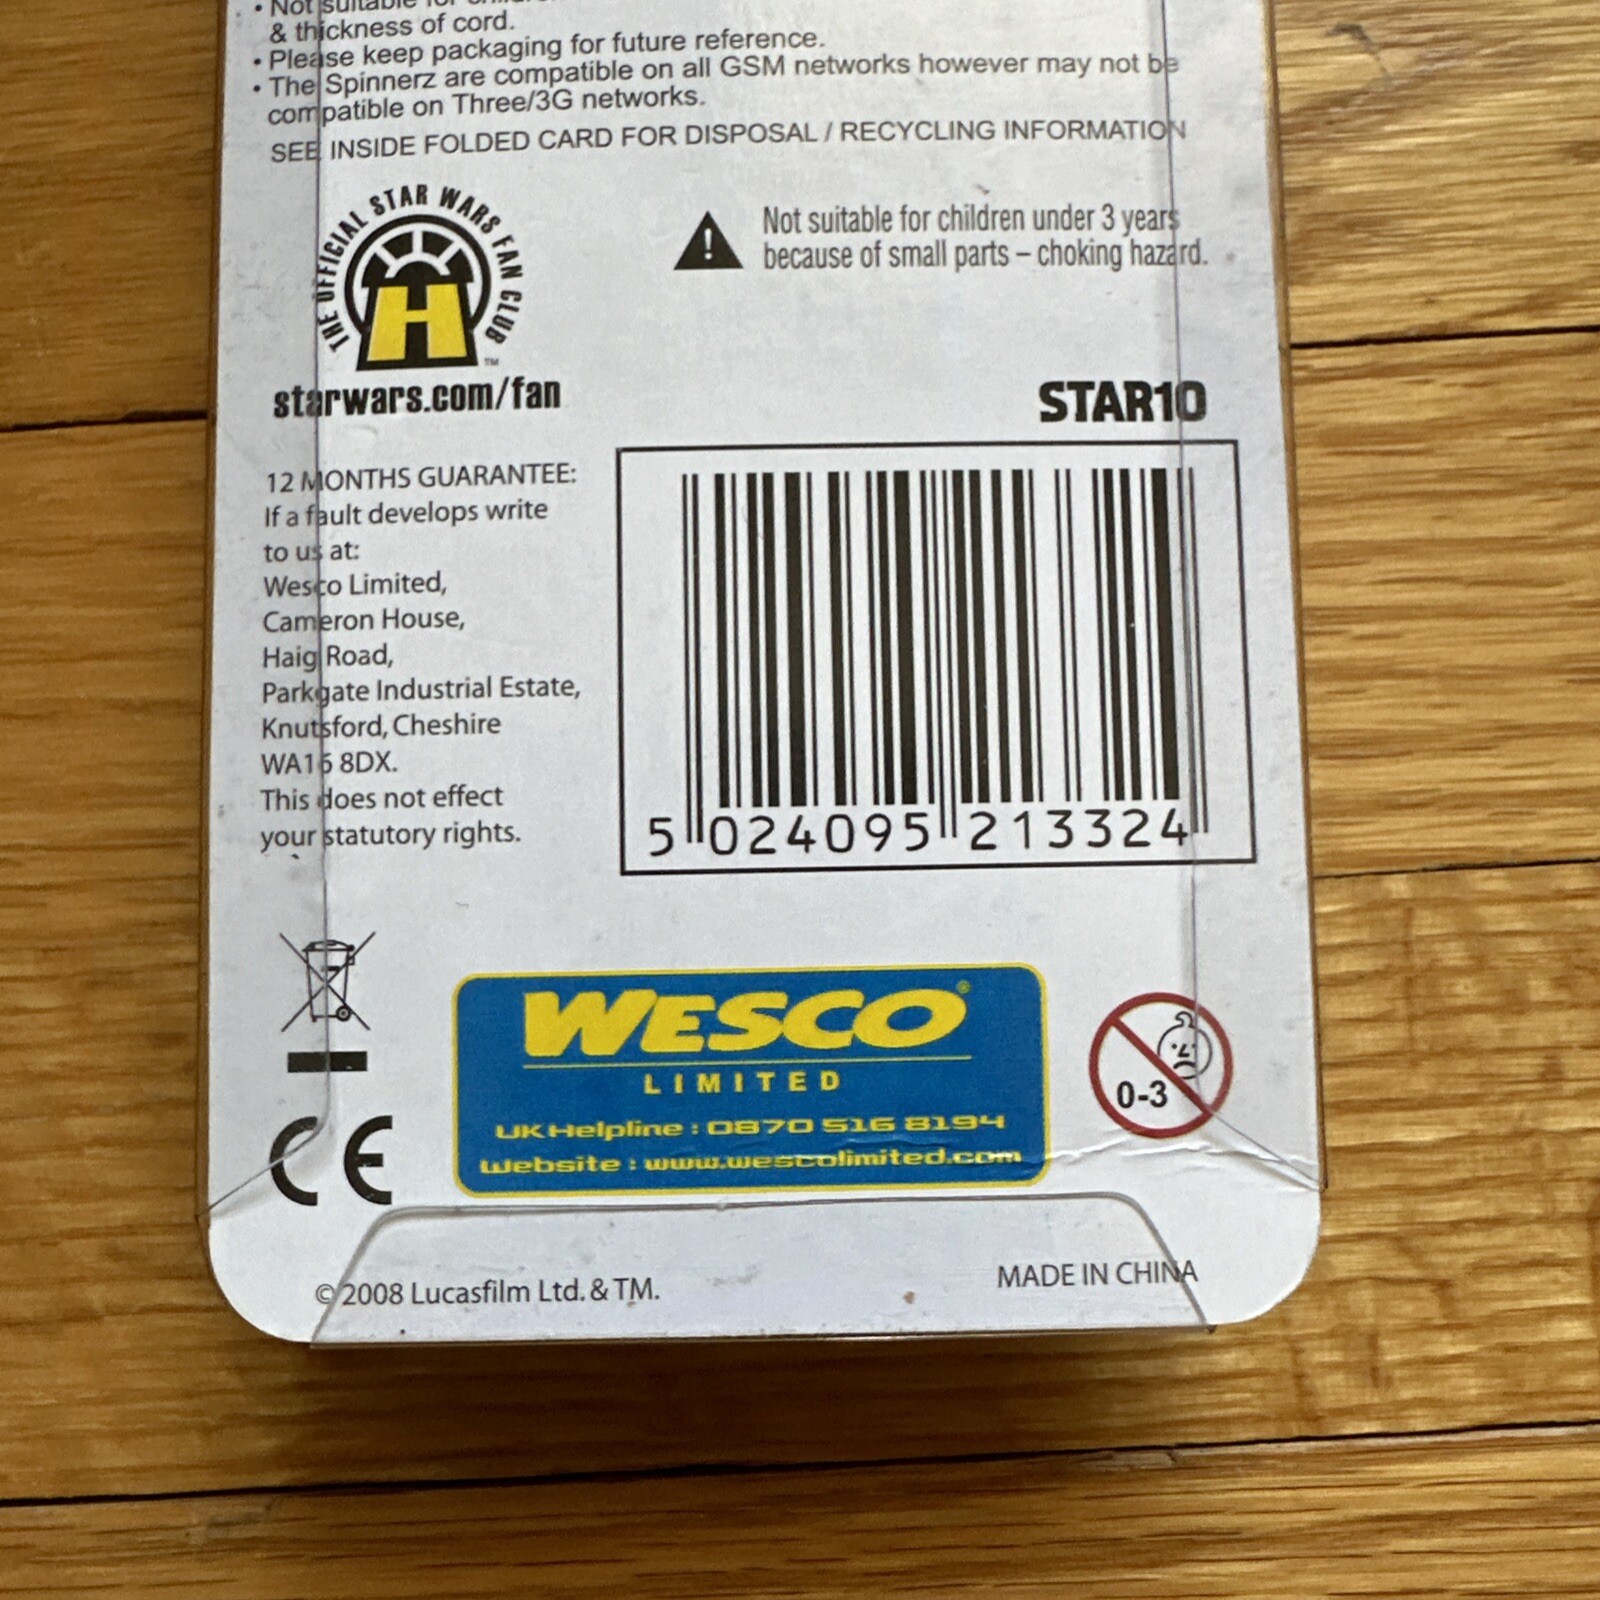 • Not suitable for
& thickness of cord.
• Please keep packaging for future reference.
• The Spinnerz are compatible on all GSM networks however may not be
compatible on Three/3G networks.
SEE INSIDE FOLDED CARD FOR DISPOSAL / RECYCLING INFORMATION
THE OFFICIAL STAR WARS FAN CLUB
H
TM
starwars.com/fan
!
Not suitable for children under 3 years
because of small parts – choking hazard.
STAR10
12 MONTHS GUARANTEE:
If a fault develops write
to us at:
Wesco Limited,
Cameron House,
Haig Road,
Parkgate Industrial Estate,
Knutsford, Cheshire
WA16 8DX.
This does not effect
your statutory rights.
5 024095 213324
WESCO®
LIMITED
UK Helpline : 0870 516 8194
Website : www.wescolimited.com
0-3
CE
© 2008 Lucasfilm Ltd. & TM.
MADE IN CHINA